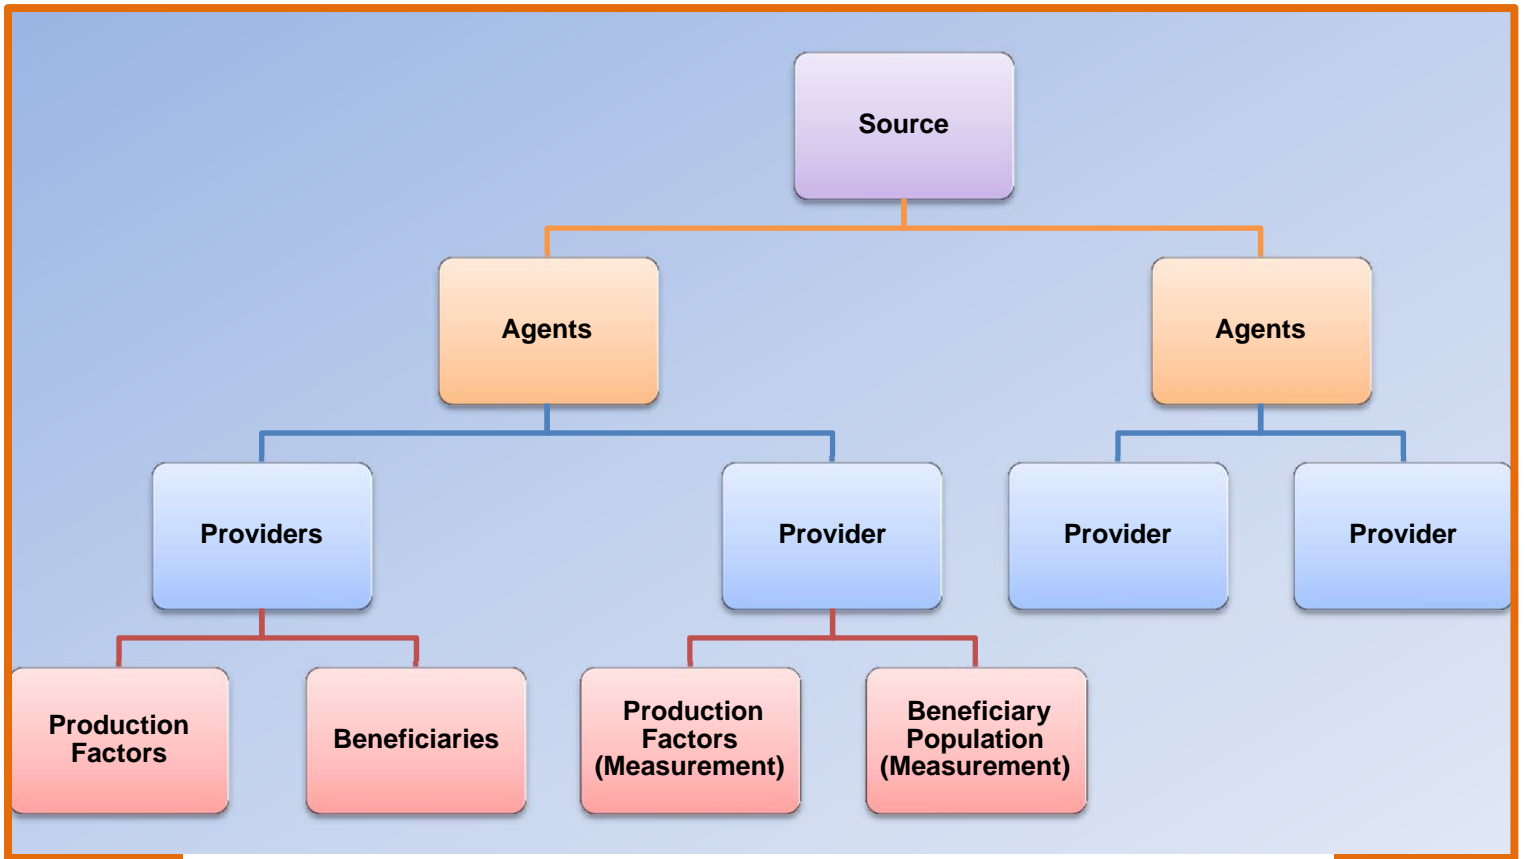 Source
Agents
Agents
Providers
Provider
Provider
Provider
Production
Factors
Beneficiaries
Production
Factors
(Measurement)
Beneficiary
Population
(Measurement)